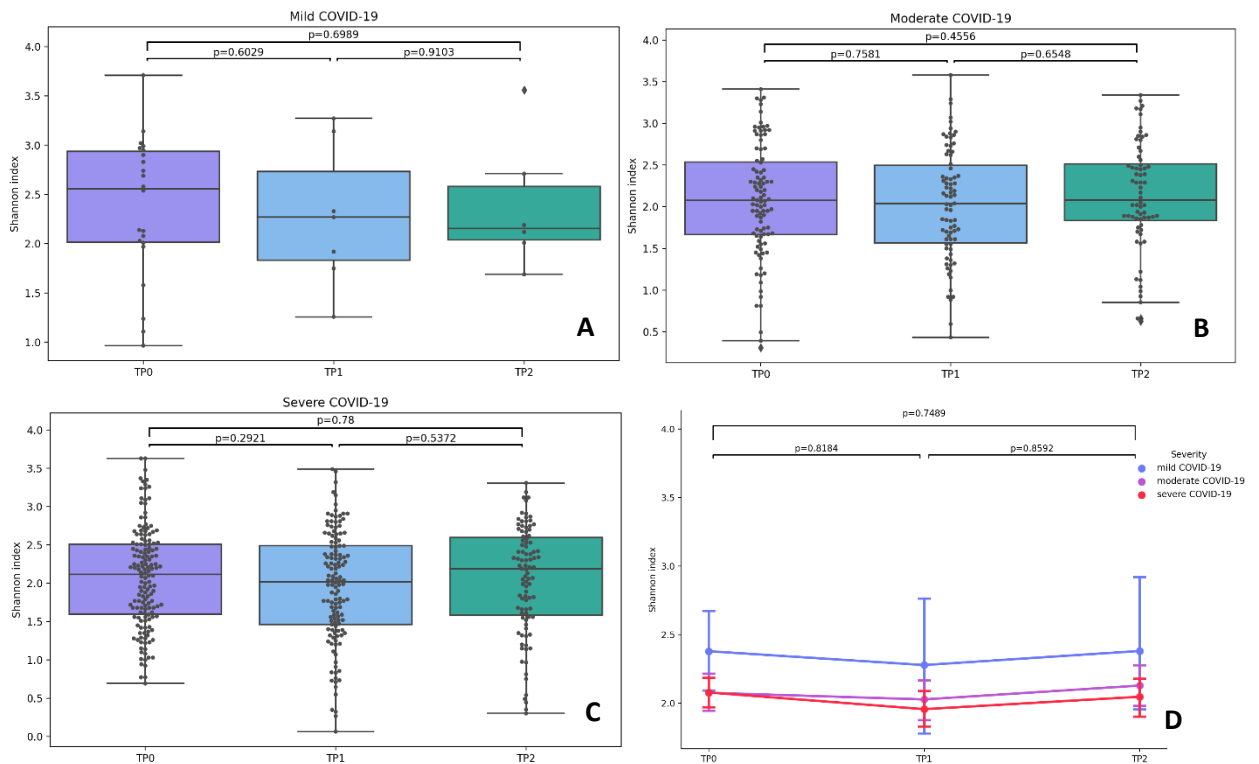 Mild COVID-19
p=0.6989
p=0.6029
p=0.9103
Shannon index
4.0
3.5
3.0
2.5
2.0
1.5
1.0
TP0
TP1
TP2
A
Moderate COVID-19
p=0.4556
p=0.7581
p=0.6548
Shannon index
4.0
3.5
3.0
2.5
2.0
1.5
1.0
0.5
TP0
TP1
TP2
B
Severe COVID-19
p=0.78
p=0.2921
p=0.5372
Shannon index
4.0
3.5
3.0
2.5
2.0
1.5
1.0
0.5
0.0
TP0
TP1
TP2
C
p=0.7489
p=0.8184
p=0.8592
Shannon index
4.0
3.5
3.0
2.5
2.0
TP0
TP1
TP2
Severity
mild COVID-19
moderate COVID-19
severe COVID-19
D